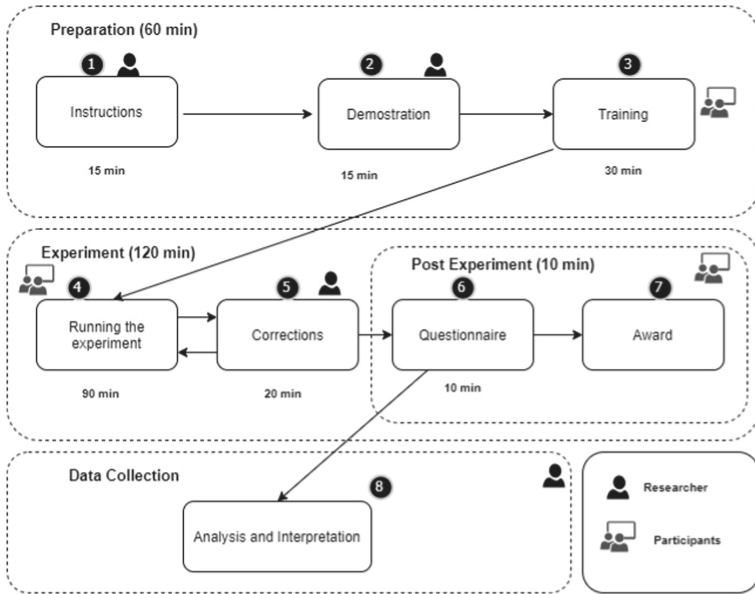 Preparation (60 min)
1
2
3
Instructions
Demostration
Training
15 min
15 min
30 min
Experiment (120 min)
Post Experiment (10 min)
4
5
6
7
Running the
experiment
Corrections
Questionnaire
Award
90 min
20 min
10 min
Data Collection
8
Analysis and Interpretation
Researcher
Participants